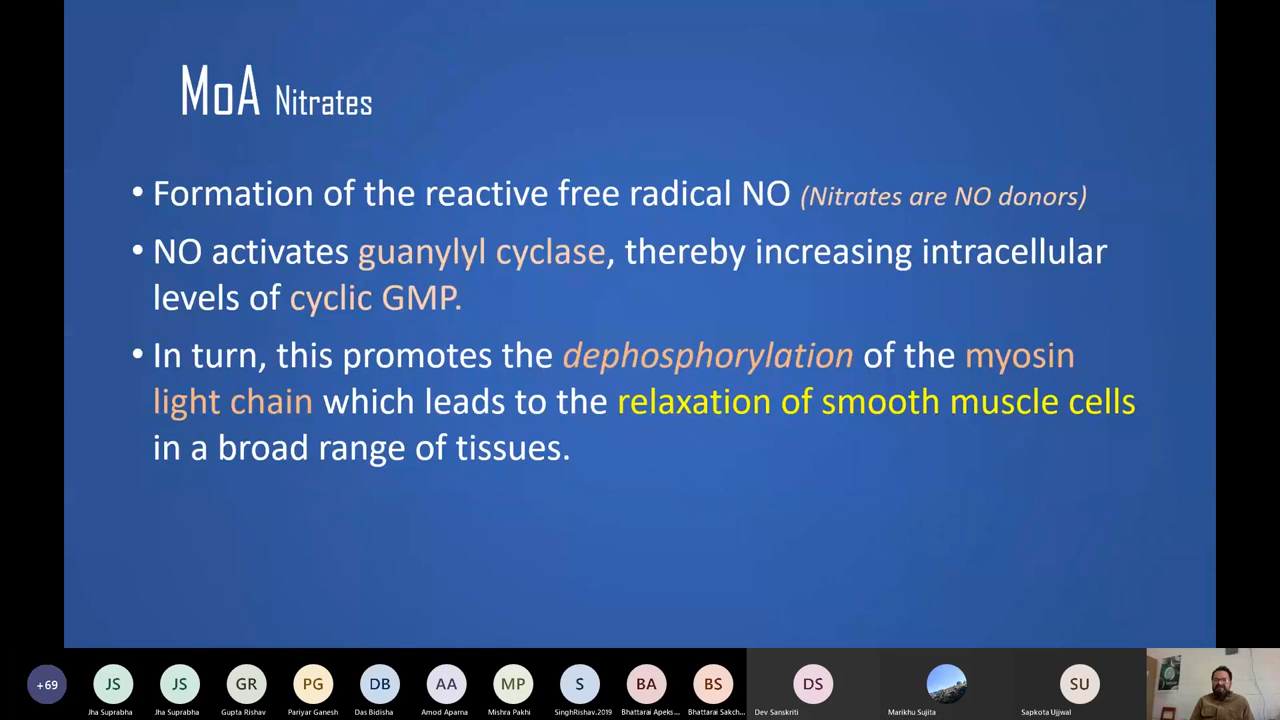 MoA Nitrates
• Formation of the reactive free radical NO (Nitrates are NO donors)
• NO activates guanylyl cyclase, thereby increasing intracellular
levels of cyclic GMP.
• In turn, this promotes the dephosphorylation of the myosin
light chain which leads to the relaxation of smooth muscle cells
in a broad range of tissues.
+69 JS JS GR PG DB AA MP S BA BS DS SU
Jha Suprabha Jha Suprabha Gupta Rishav Pariyar Ganesh Das Bidisha Amod Aparna Mishra Pakhi SinghRishav.2019 Bhattarai Apeks... Bhattarai Sakch... Dev Sanskriti Marikhu Sujita Sapkota Ujjwal